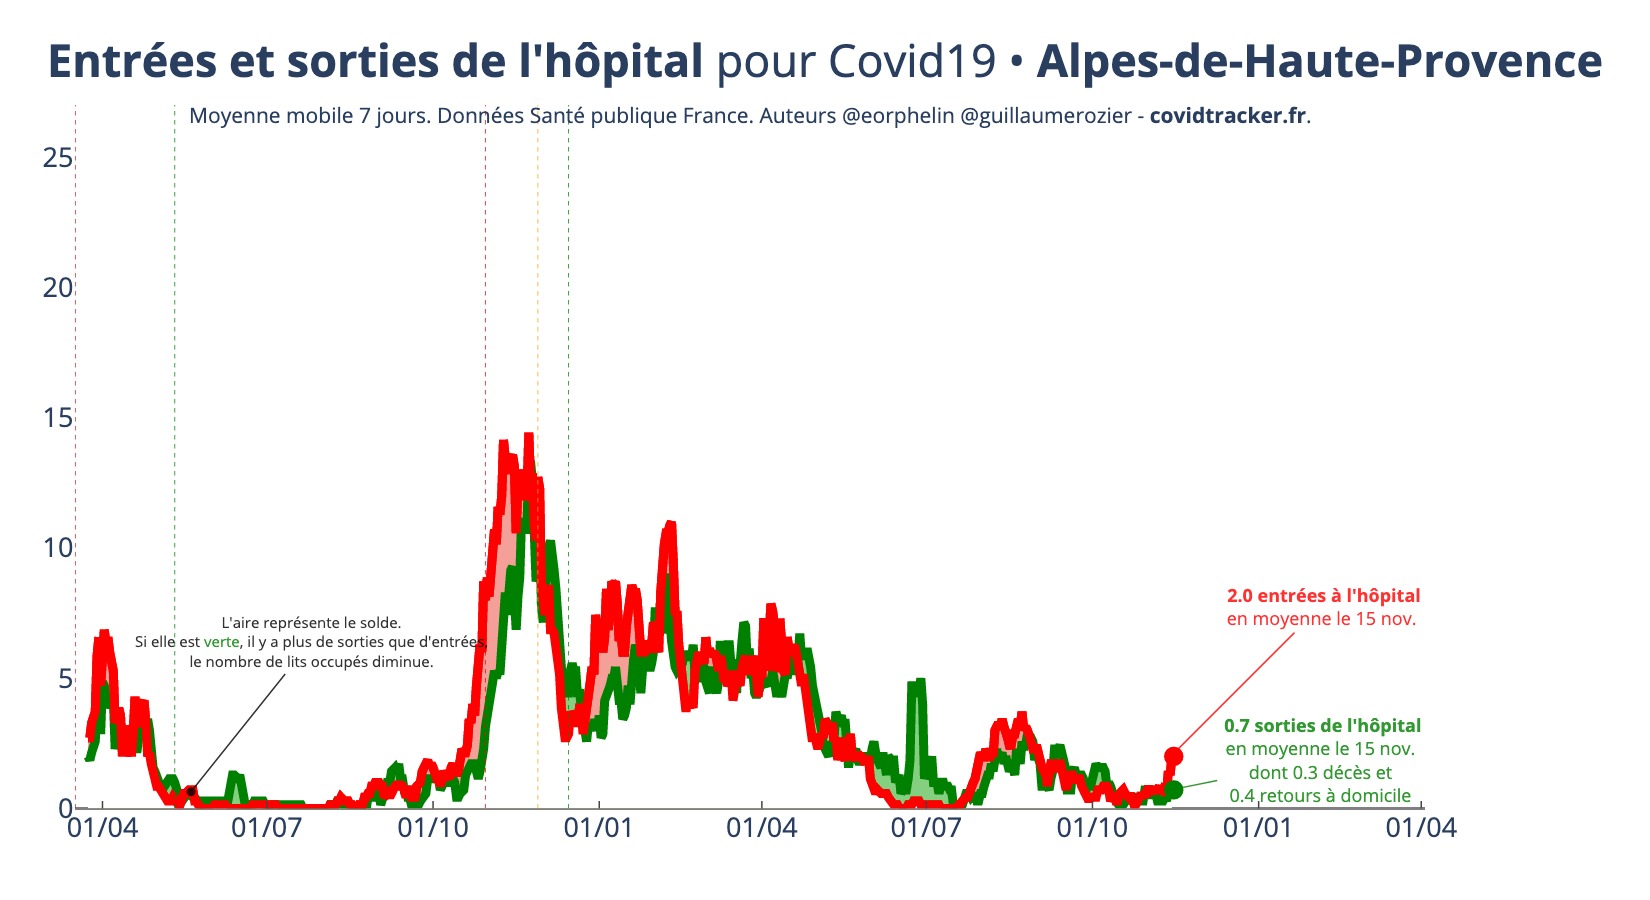 Entrées et sorties de l'hôpital pour Covid19 • Alpes-de-Haute-Provence
Moyenne mobile 7 jours. Données Santé publique France. Auteurs @eorphelin @guillaumerozier - covidtracker.fr.
25
20
15
10
5
0
L'aire représente le solde.
Si elle est verte, il y a plus de sorties que d'entrées,
le nombre de lits occupés diminue.
2.0 entrées à l'hôpital
en moyenne le 15 nov.
0.7 sorties de l'hôpital
en moyenne le 15 nov.
dont 0.3 décès et
0.4 retours à domicile
01/04 01/07 01/10 01/01 01/04 01/07 01/10 01/01 01/04